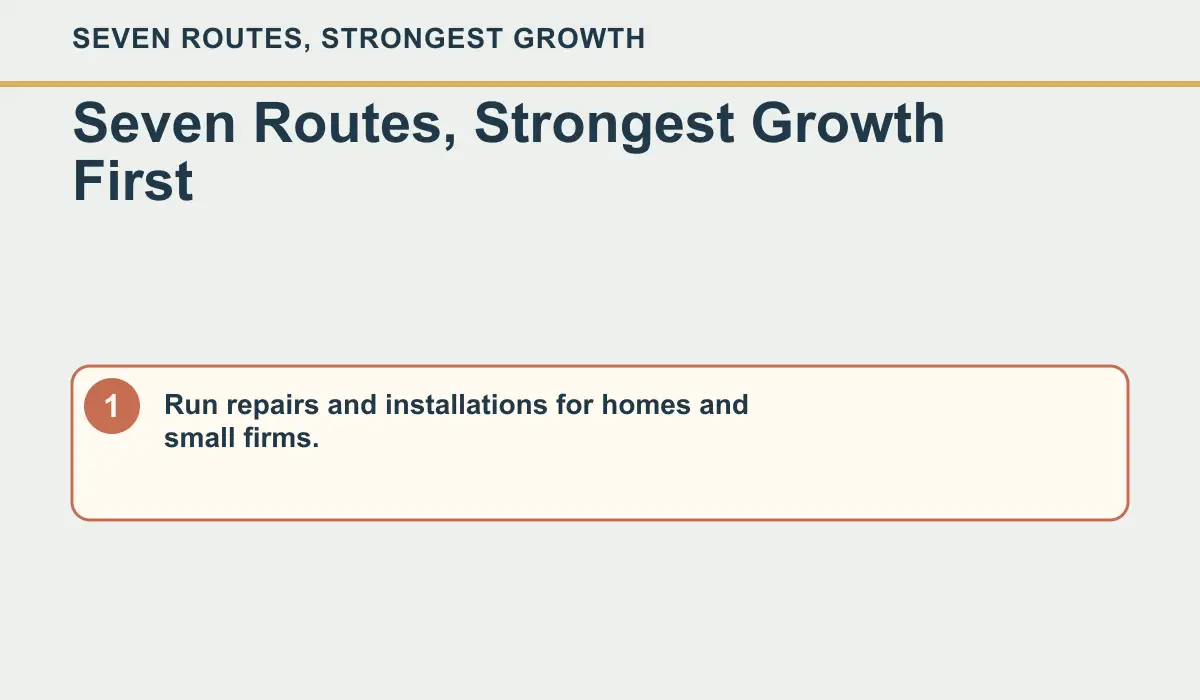 SEVEN ROUTES, STRONGEST GROWTH
Seven Routes, Strongest Growth
First
1
Run repairs and installations for homes and
small firms.